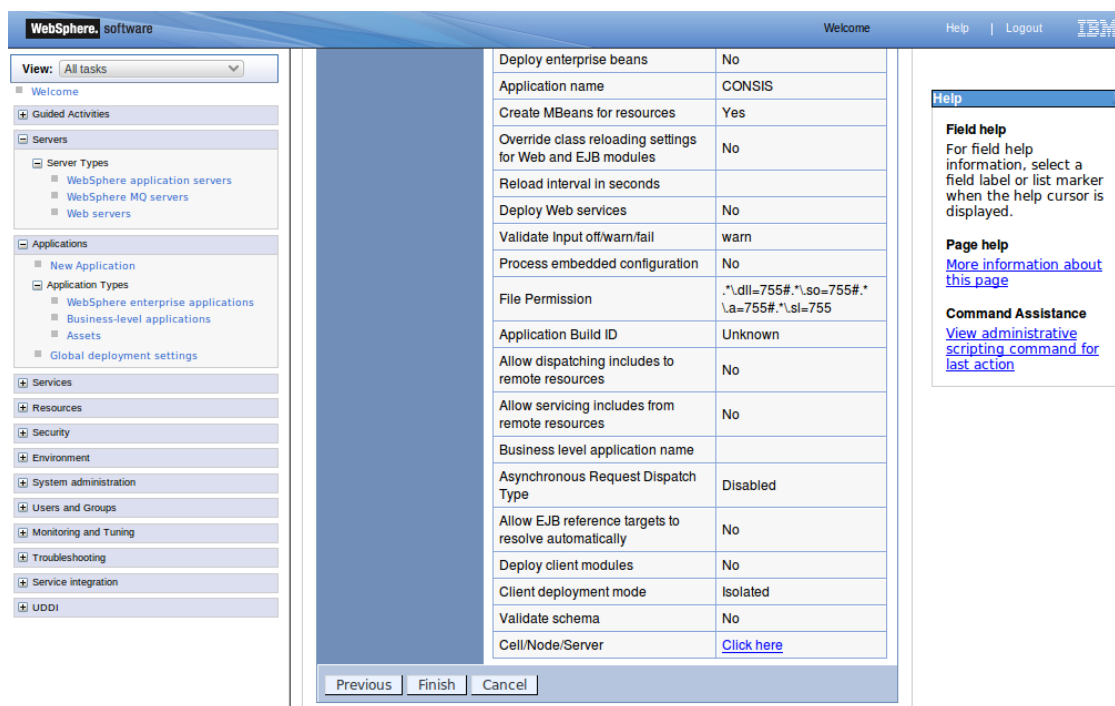 WebSphere. software
Welcome
Help | Logout
IBM
View: All tasks
Welcome
Guided Activities
Servers
Server Types
WebSphere application servers
WebSphere MQ servers
Web servers
Applications
New Application
Application Types
WebSphere enterprise applications
Business-level applications
Assets
Global deployment settings
Services
Resources
Security
Environment
System administration
Users and Groups
Monitoring and Tuning
Troubleshooting
Service integration
UDDI
Deploy enterprise beans No
Application name CONSIS
Create MBeans for resources Yes
Override class reloading settings
for Web and EJB modules No
Reload interval in seconds
Deploy Web services No
Validate Input off/warn/fail warn
Process embedded configuration No
File Permission .*\.dll=755#.*\.so=755#.*
\.a=755#.*\.sl=755
Application Build ID Unknown
Allow dispatching includes to
remote resources No
Allow servicing includes from
remote resources No
Business level application name
Asynchronous Request Dispatch
Type Disabled
Allow EJB reference targets to
resolve automatically No
Deploy client modules No
Client deployment mode Isolated
Validate schema No
Cell/Node/Server Click here
Previous Finish Cancel
Help
Field help
For field help
information, select a
field label or list marker
when the help cursor is
displayed.
Page help
More information about
this page
Command Assistance
View administrative
scripting command for
last action